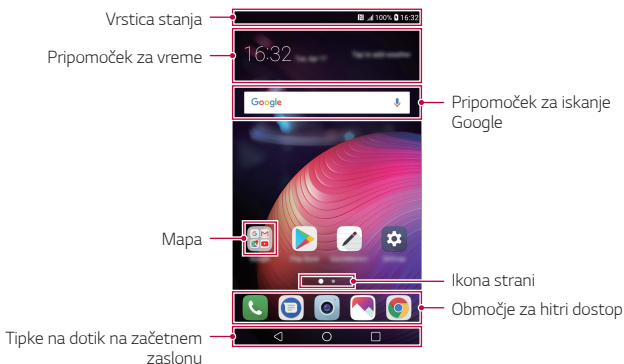 Vrstica stanja
100% 16:32
Pripomoček za vreme
16:32
Google
Pripomoček za iskanje
Google
Mapa
Ikona strani
Območje za hitri dostop
Tipke na dotik na začetnem
zaslonu